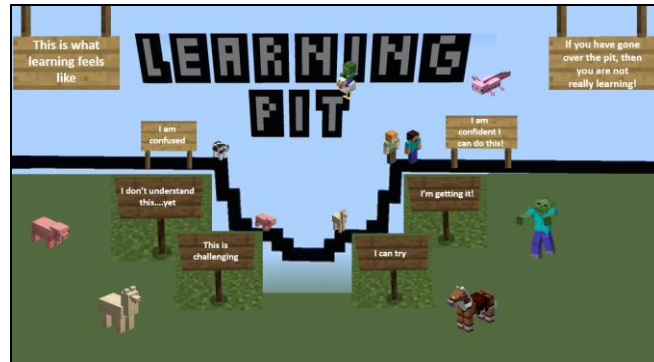 This is what
learning feels
like
LEARNING
PIT
If you have gone
over the pit, then
you are not
really learning!
I am
confused
I am
confident I
can do this!
I don't understand
this....yet
I'm getting it!
This is
challenging
I can try